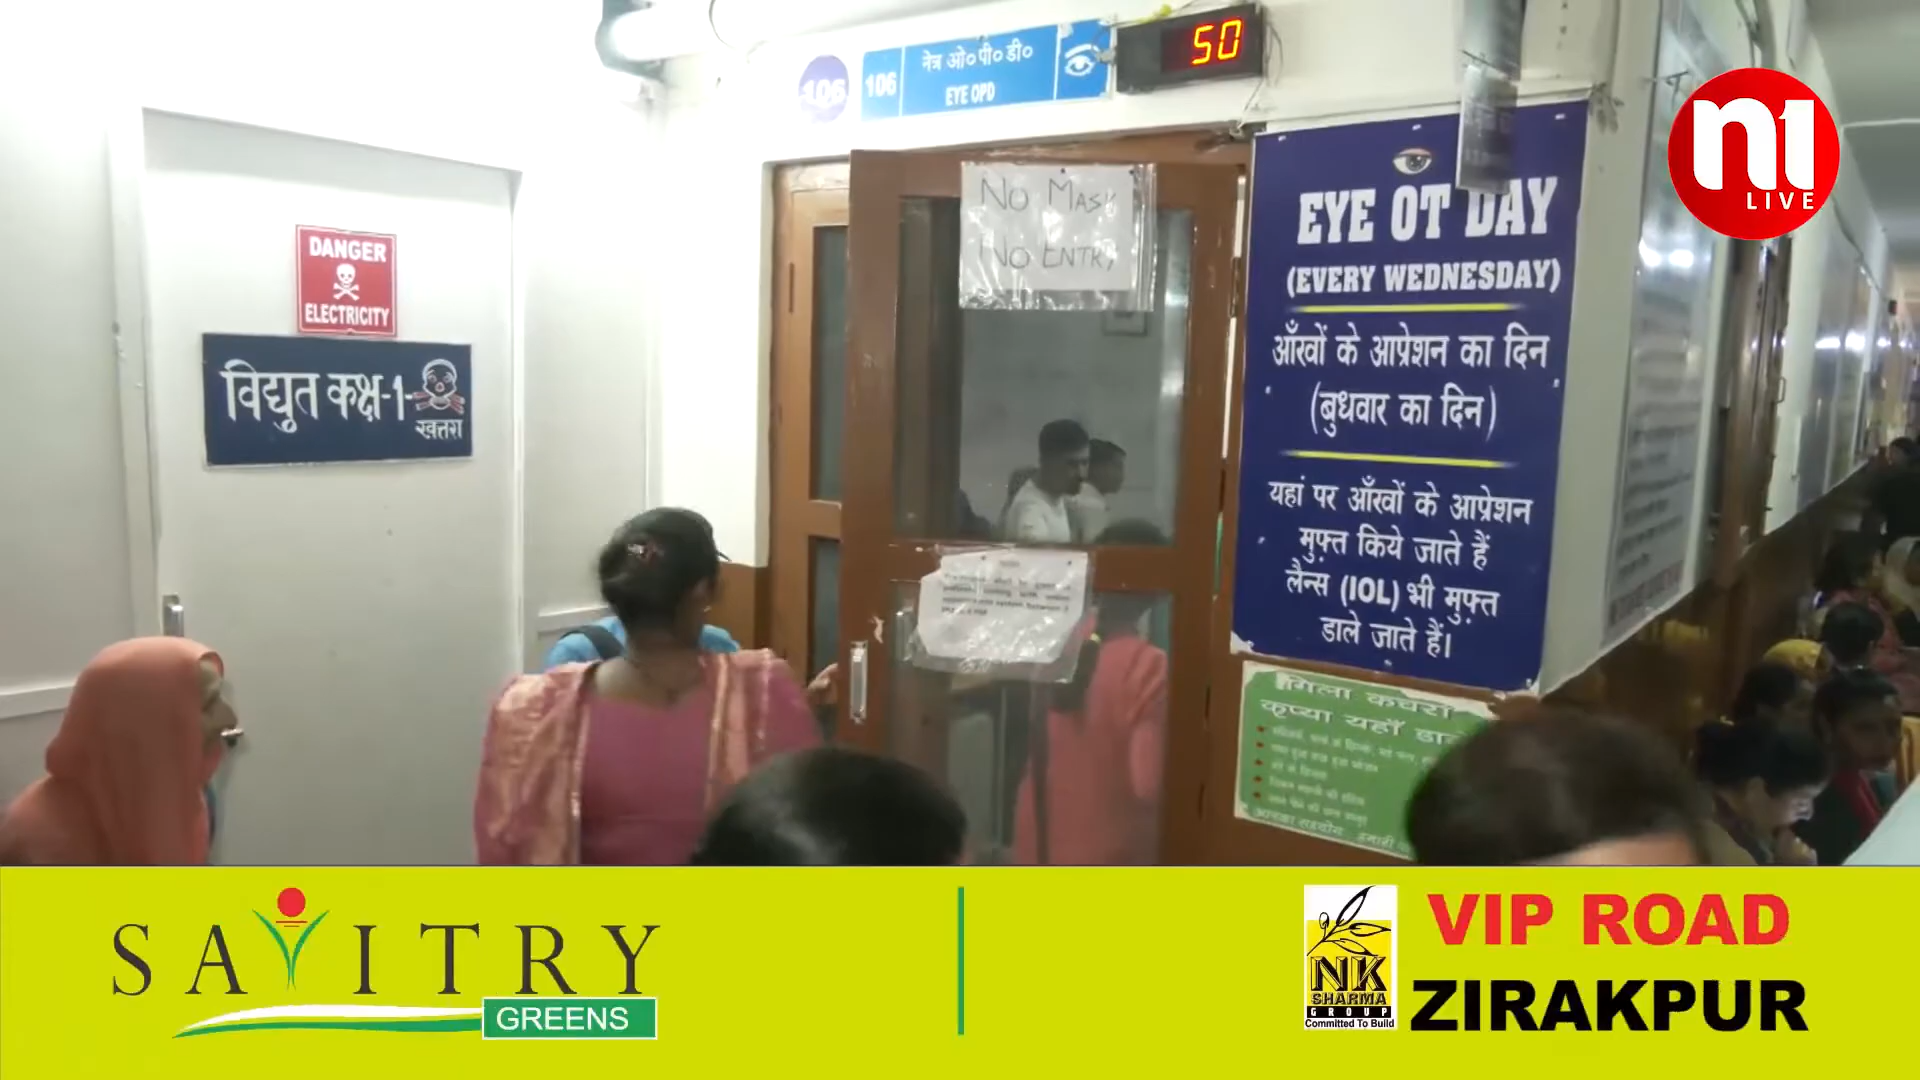 106
106
नेत्र ओ०पी०डी०
EYE OPD
50
n1
LIVE
DANGER
ELECTRICITY
विद्युत कक्ष-1
खतरा
NO MASK
NO ENTRY
EYE OT DAY
(EVERY WEDNESDAY)
आँखों के आप्रेशन का दिन
(बुधवार का दिन)
यहां पर आँखों के आप्रेशन
मुफ़्त किये जाते हैं
लैन्स (IOL) भी मुफ़्त
डाले जाते हैं।
गिला कचरा
कृप्या यहाँ डालें
SAVITRY
GREENS
NK
SHARMA
GROUP
Committed To Build
VIP ROAD
ZIRAKPUR